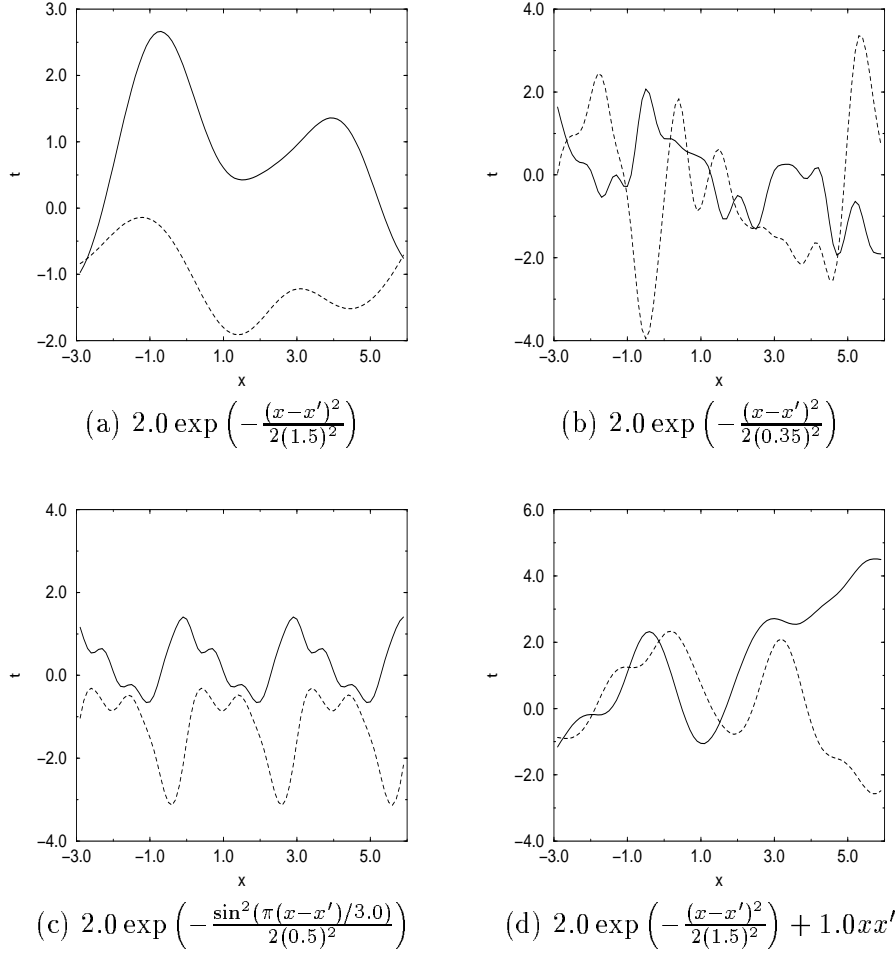 3.0
2.0
1.0
0.0
−1.0
−2.0
t
−3.0 −1.0 1.0 3.0 5.0
x
(a) 2.0 exp (−(x−x′)²/2(1.5)²)
4.0
2.0
0.0
−2.0
−4.0
t
−3.0 −1.0 1.0 3.0 5.0
x
(b) 2.0 exp (−(x−x′)²/2(0.35)²)
4.0
2.0
0.0
−2.0
−4.0
t
−3.0 −1.0 1.0 3.0 5.0
x
(c) 2.0 exp (−sin²(π(x−x′)/3.0)/2(0.5)²)
6.0
4.0
2.0
0.0
−2.0
−4.0
t
−3.0 −1.0 1.0 3.0 5.0
x
(d) 2.0 exp (−(x−x′)²/2(1.5)²) + 1.0xx′